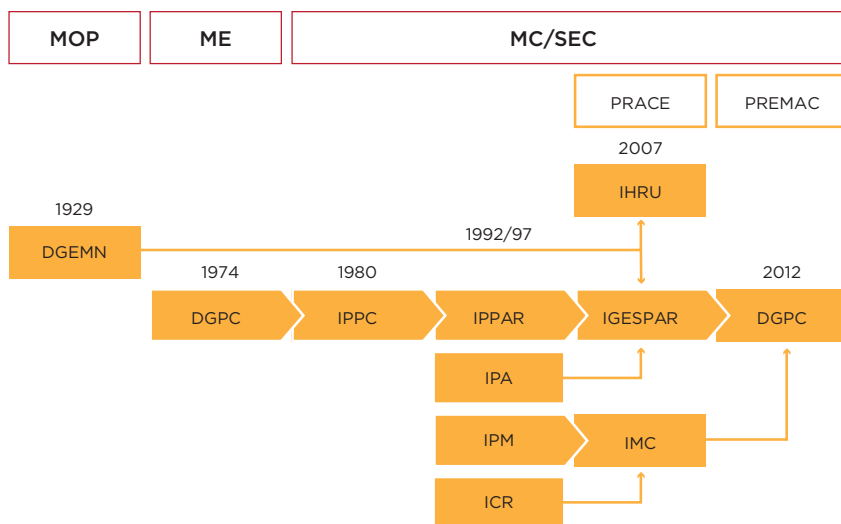 MOP
ME
MC/SEC
PRACE
PREMAC
2007
IHRU
1929
DGEMN
1992/97
1974
1980
2012
DGPC
IPPC
IPPAR
IGESPAR
DGPC
IPA
IPM
IMC
ICR